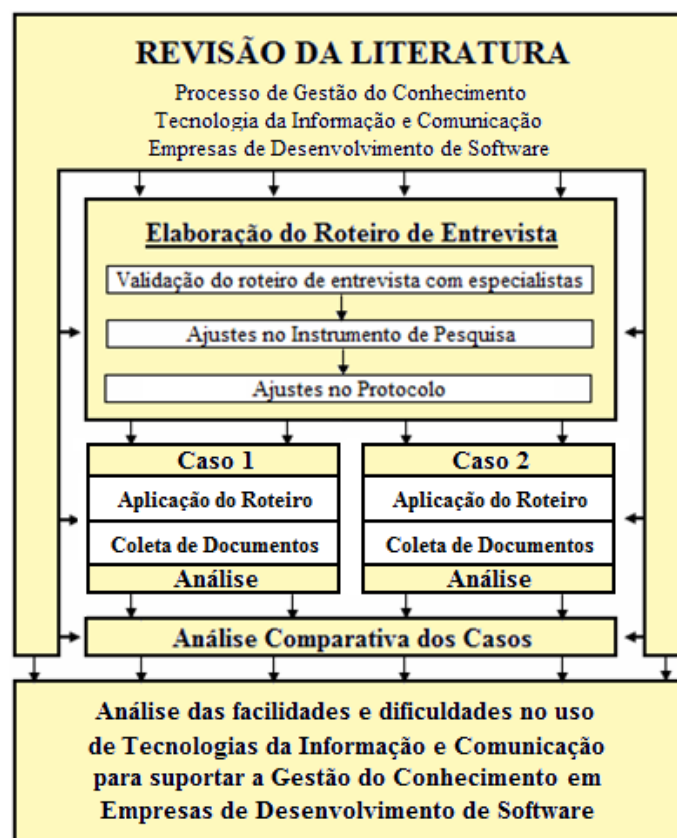 REVISÃO DA LITERATURA
Processo de Gestão do Conhecimento
Tecnologia da Informação e Comunicação
Empresas de Desenvolvimento de Software
Elaboração do Roteiro de Entrevista
Validação do roteiro de entrevista com especialistas
Ajustes no Instrumento de Pesquisa
Ajustes no Protocolo
Caso 1
Aplicação do Roteiro
Coleta de Documentos
Análise
Caso 2
Aplicação do Roteiro
Coleta de Documentos
Análise
Análise Comparativa dos Casos
Análise das facilidades e dificuldades no uso
de Tecnologias da Informação e Comunicação
para suportar a Gestão do Conhecimento em
Empresas de Desenvolvimento de Software